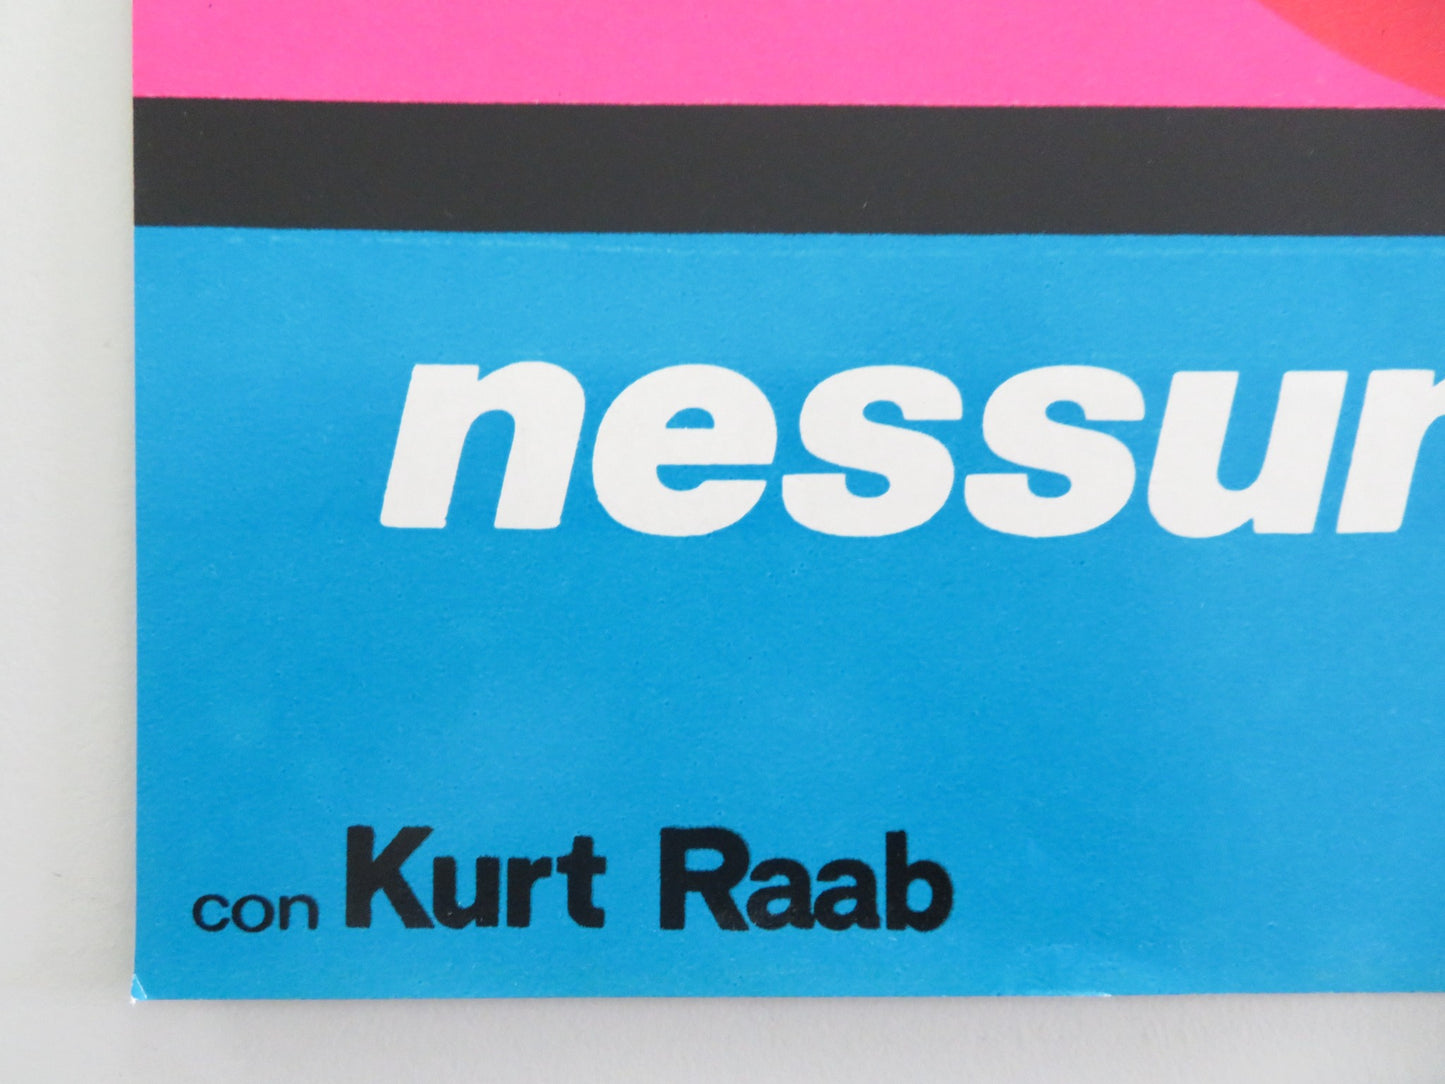 nessun
con Kurt Raab